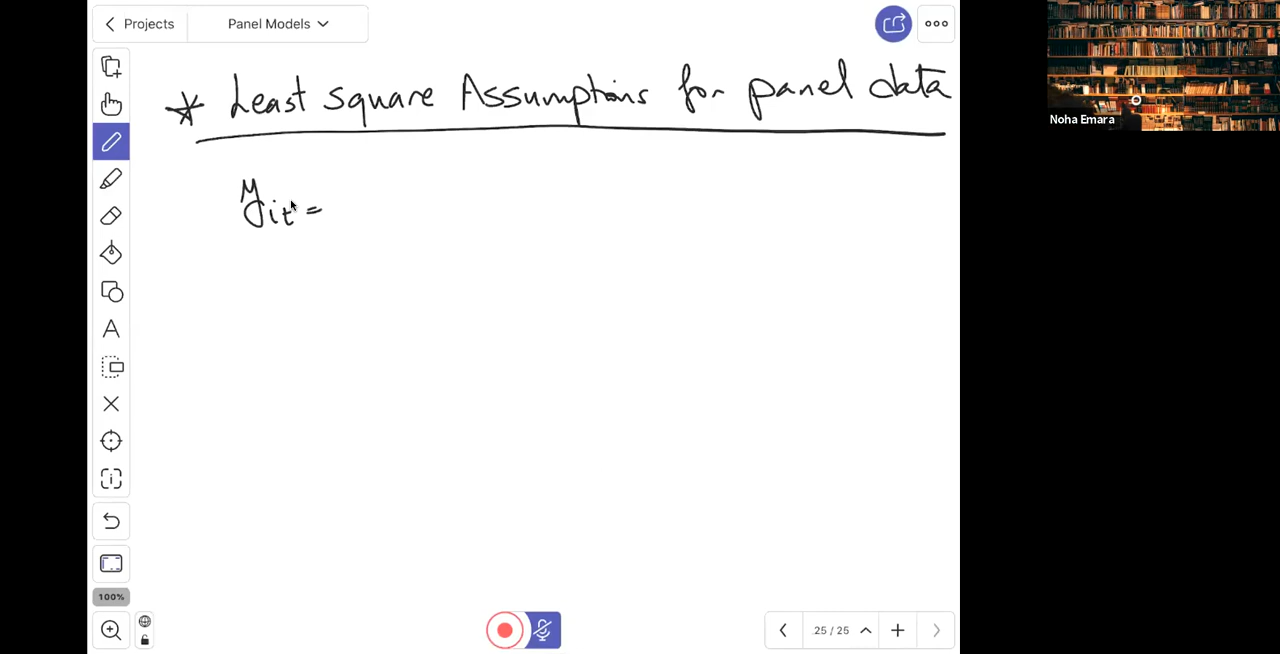 Projects
Panel Models
* Least square Assumptions for panel data
Noha Emara
yit =
A
100%
25 / 25